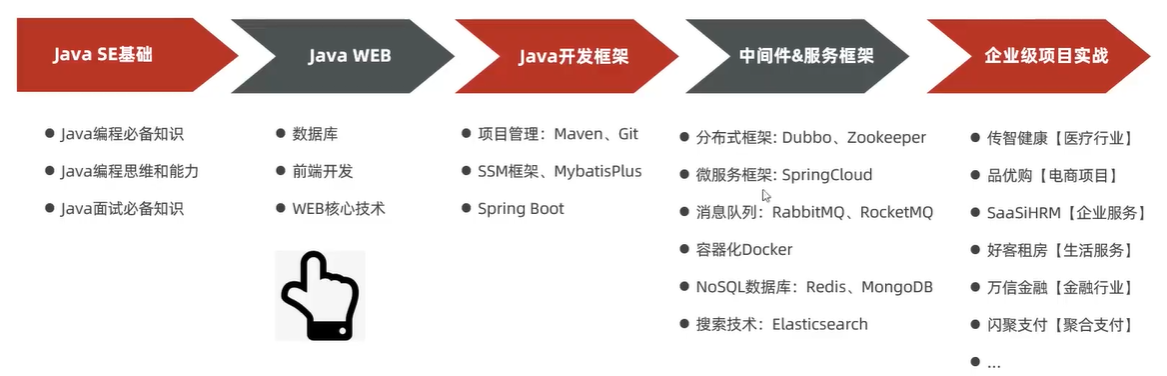 Java SE基础
Java WEB
Java开发框架
中间件&服务框架
企业级项目实战
Java编程必备知识
Java编程思维和能力
Java面试必备知识
数据库
前端开发
WEB核心技术
项目管理：Maven、Git
SSM框架、MybatisPlus
Spring Boot
分布式框架: Dubbo、Zookeeper
微服务框架: SpringCloud
消息队列：RabbitMQ、RocketMQ
容器化Docker
NoSQL数据库：Redis、MongoDB
搜索技术：Elasticsearch
传智健康【医疗行业】
品优购【电商项目】
SaaSiHRM【企业服务】
好客租房【生活服务】
万信金融【金融行业】
闪聚支付【聚合支付】
...